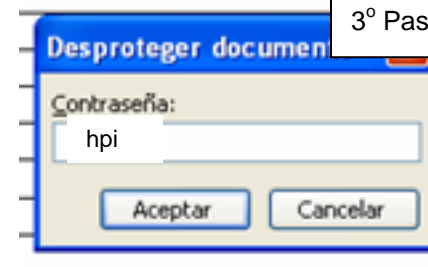 3º Pas
Desproteger documen
Contraseña:
hpi
Aceptar Cancelar